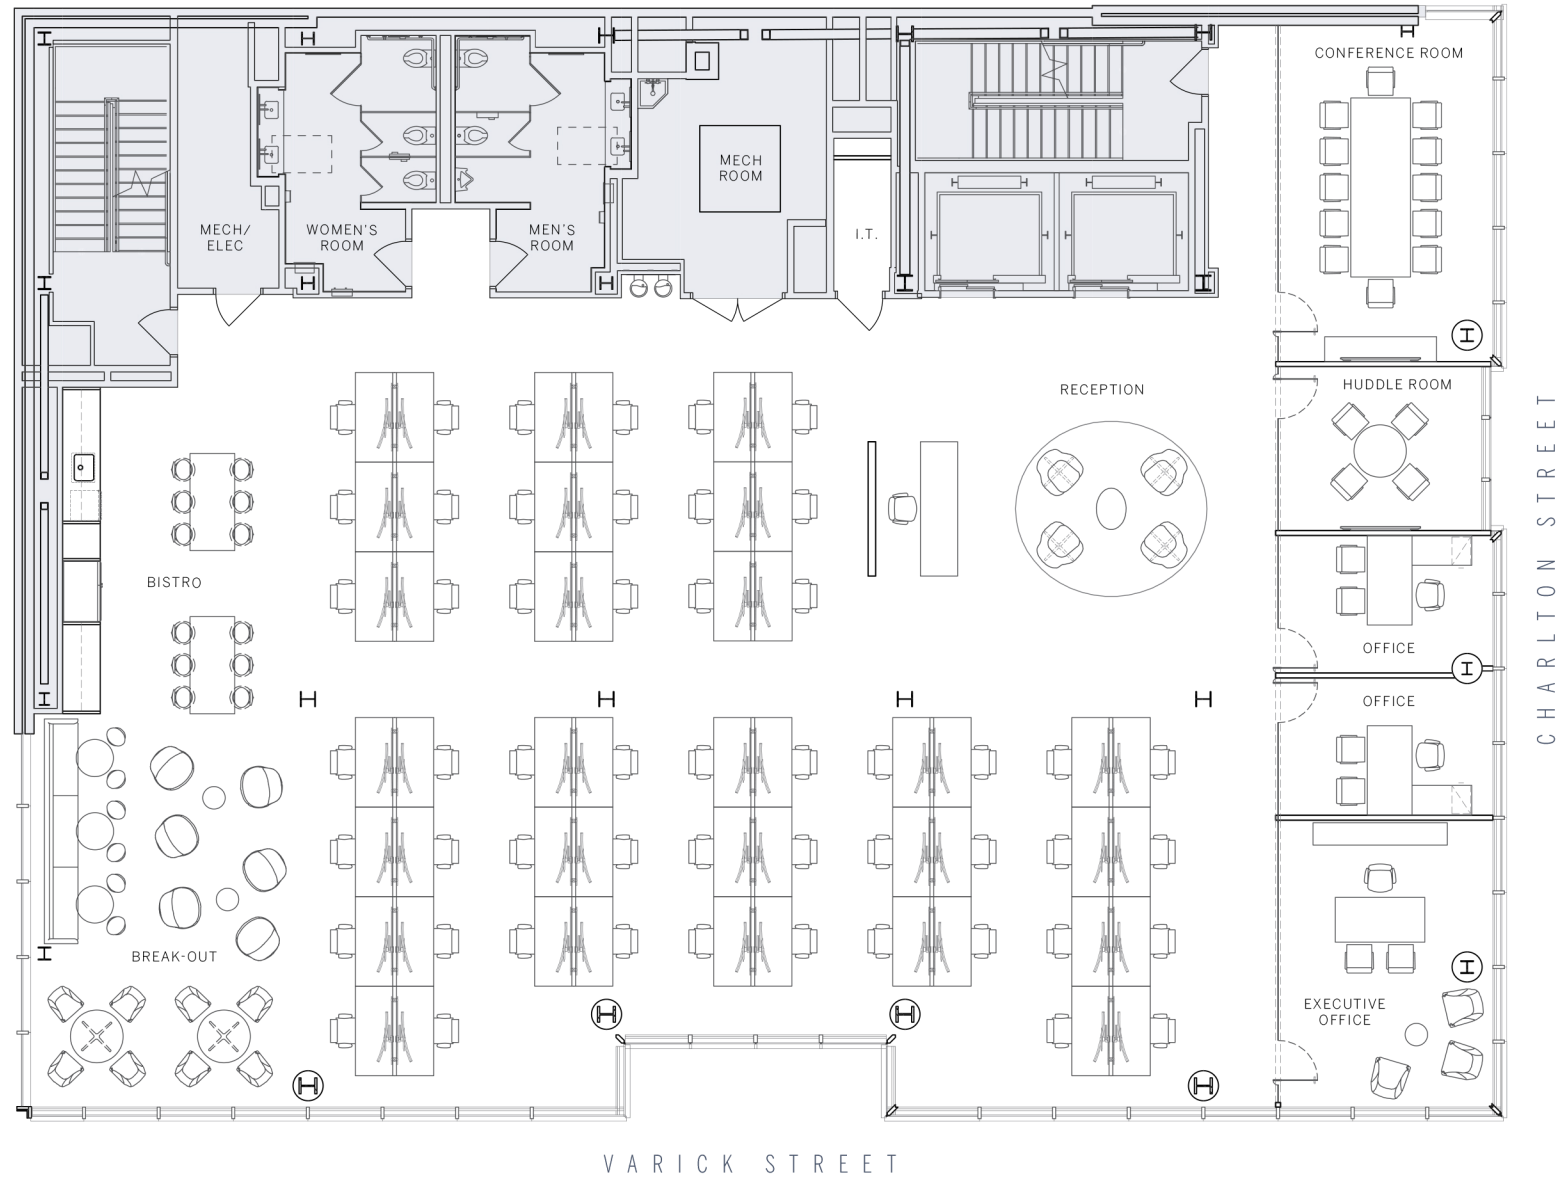 CONFERENCE ROOM
MECH
ROOM
MECH/
ELEC
WOMEN'S
ROOM
MEN'S
ROOM
I.T.
HUDDLE ROOM
RECEPTION
CHARLTON STREET
BISTRO
OFFICE
OFFICE
BREAK-OUT
EXECUTIVE
OFFICE
VARICK STREET